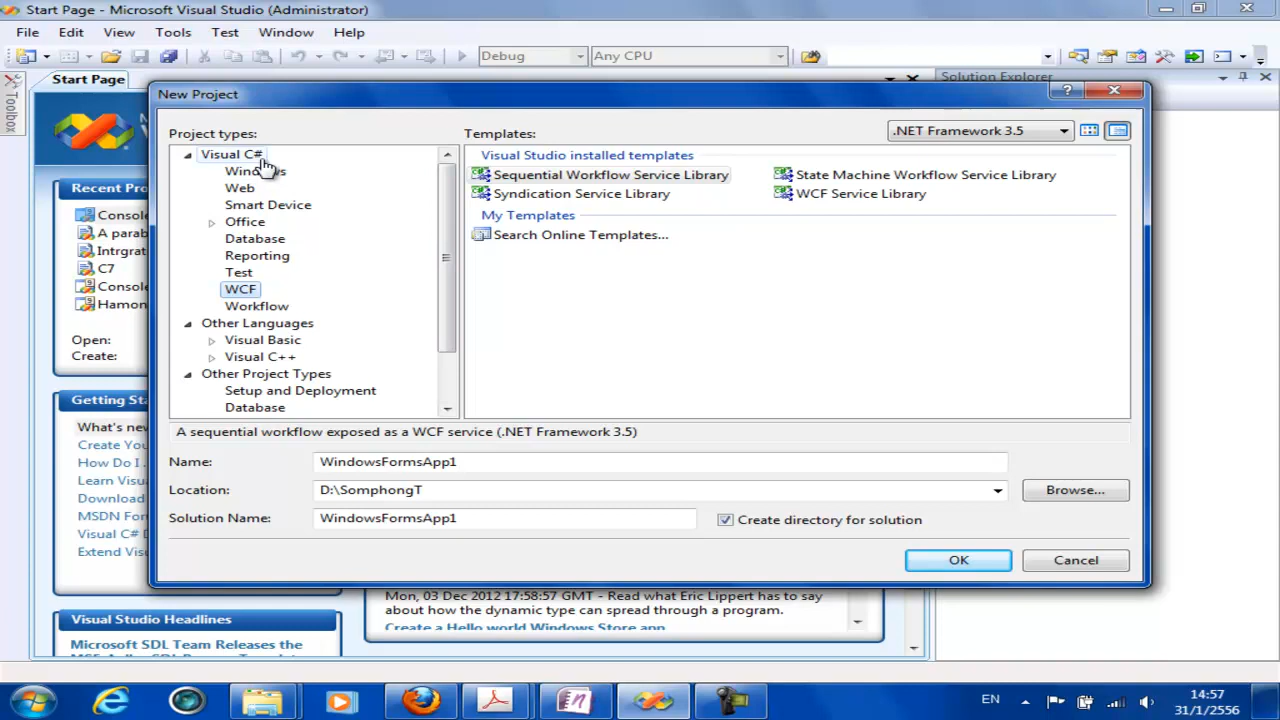 Start Page - Microsoft Visual Studio (Administrator)
File Edit View Tools Test Window Help
Debug Any CPU
Start Page
Solution Explorer
Toolbox
New Project
Project types:
Templates:
.NET Framework 3.5
Visual C#
Windows
Web
Smart Device
Office
Database
Reporting
Test
WCF
Workflow
Other Languages
Visual Basic
Visual C++
Other Project Types
Setup and Deployment
Database
Visual Studio installed templates
Sequential Workflow Service Library
State Machine Workflow Service Library
Syndication Service Library
WCF Service Library
My Templates
Search Online Templates...
A sequential workflow exposed as a WCF service (.NET Framework 3.5)
Name:
WindowsFormsApp1
Location:
D:\SomphongT
Browse...
Solution Name:
WindowsFormsApp1
Create directory for solution
OK
Cancel
Recent Pro
Console
A parab
Intrgrat
C7
Console
Hamon
Open:
Create:
Getting Sta
What's new
Create You
How Do I
Learn Visu
Download
MSDN For
Visual C# D
Extend Vis
Visual Studio Headlines
Microsoft SDL Team Releases the
Mon, 03 Dec 2012 17:58:57 GMT - Read what Eric Lippert has to say
about how the dynamic type can spread through a program.
Create a Hello world Windows Store app
EN
14:57
31/1/2556